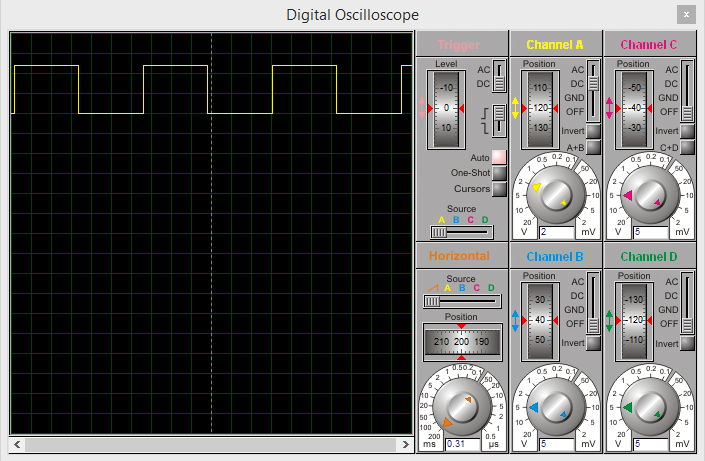 Digital Oscilloscope
x
Trigger
Level
-10
0
10
AC
DC
Auto
One-Shot
Cursors
Source
A B C D
Channel A
Position
110
120
130
AC
DC
GND
OFF
Invert
A+B
0.5 0.2 0.1
1 50
2 20
5 10
10 5
20 2
V 2 mV
Channel C
Position
-50
-40
-30
AC
DC
GND
OFF
Invert
C+D
0.5 0.2 0.1
1 50
2 20
5 10
10 5
20 2
V 5 mV
Horizontal
Source
A B C D
Position
210 200 190
0.5 0.2 0.1
1 50
2 20
5 10
10 5
20 2
50 1
100 0.5
200
ms 0.31 µs
Channel B
Position
30
40
50
AC
DC
GND
OFF
Invert
0.5 0.2 0.1
1 50
2 20
5 10
10 5
20 2
V 5 mV
Channel D
Position
-130
-120
-110
AC
DC
GND
OFF
Invert
0.5 0.2 0.1
1 50
2 20
5 10
10 5
20 2
V 5 mV